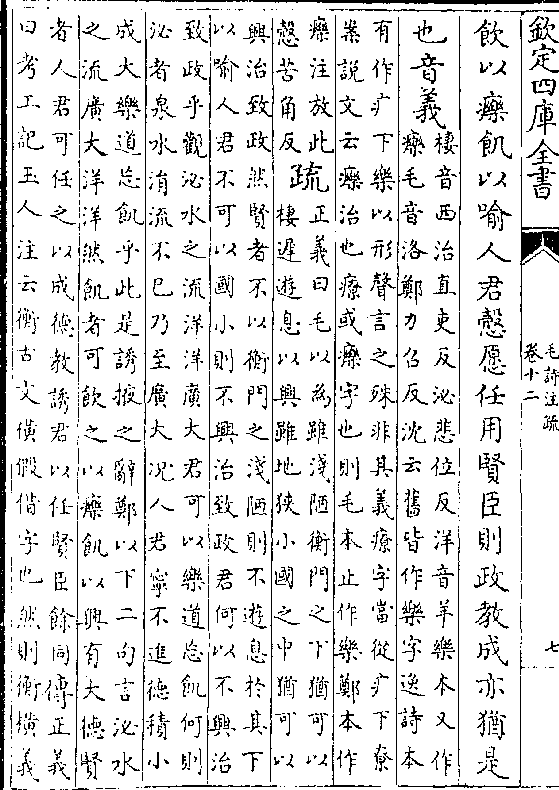 欽定四庫全書
毛詩注疏
卷十二
七
飲以㿑飢以喻人君慤愿任用賢臣則政教成亦猶是
也音義
棲音西治直吏反泌悲位反洋音羊樂本又作
㿑毛音洛鄭力召反沈云舊皆作樂字逸詩本
有作疒下樂以形聲言之殊非其義療字當從疒下尞
案說文云㿑治也療或㿑字也則毛本止作樂鄭本作
㿑注放此
慤苦角反
疏
正義曰毛以為雖淺陋衡門之下猶可以
棲遲遊息以興雖地狹小國之中猶可以
興治致政然賢者不以衡門之淺陋則不遊息於其下
以喻人君不可以國小則不興治致政君何以不興治
致政乎觀泌水之流洋洋廣大君可以樂道忘飢何則
泌者泉水涓流不已乃至廣大况人君寧不進德積小
成大樂道忘飢乎此是誘掖之辭鄭以下二句言泌水
之流廣大洋洋然飢者可飲之以㿑飢以興有大德賢
者人君可任之以成德教誘君以任賢臣餘同傳正義
曰考工記玉人注云衡古文横假借字也然則衡横義